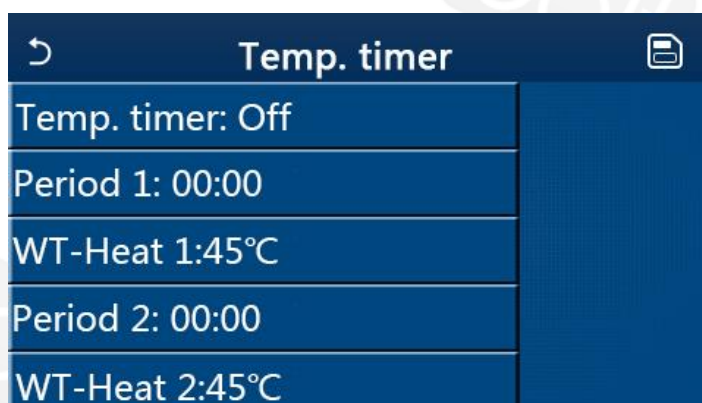 Temp. timer
Temp. timer: Off
Period 1: 00:00
WT-Heat 1:45℃
Period 2: 00:00
WT-Heat 2:45℃